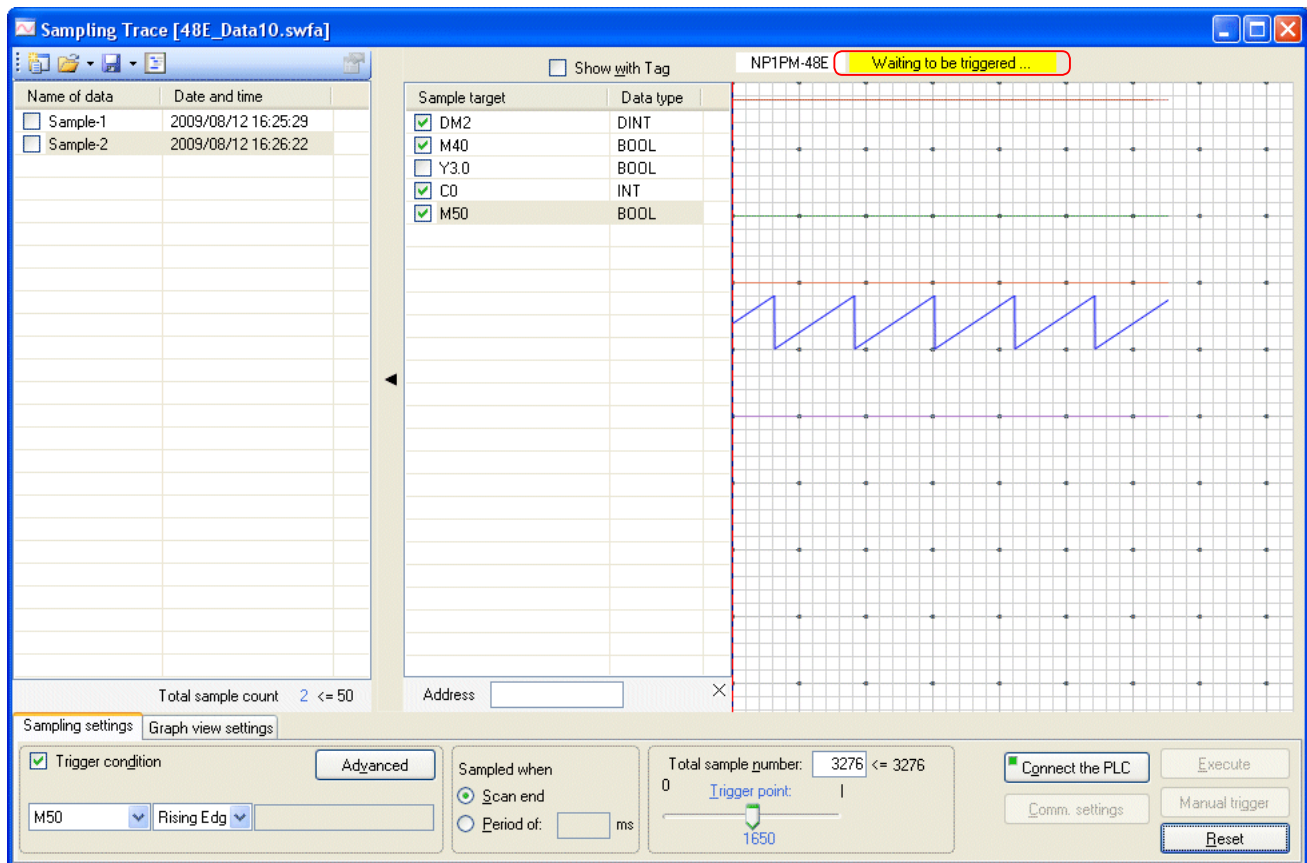 Sampling Trace [48E_Data10.swfa]
Show with Tag
NP1PM-48E
Waiting to be triggered ...
Name of data Date and time
Sample-1 2009/08/12 16:25:29
Sample-2 2009/08/12 16:26:22
Sample target Data type
DM2 DINT
M40 BOOL
Y3.0 BOOL
C0 INT
M50 BOOL
Total sample count 2 <= 50
Address
Sampling settings Graph view settings
Trigger condition
Advanced
M50 Rising Edg
Sampled when
Scan end
Period of: ms
Total sample number: 3276 <= 3276
0 Trigger point:
1650
Connect the PLC
Execute
Comm. settings
Manual trigger
Reset